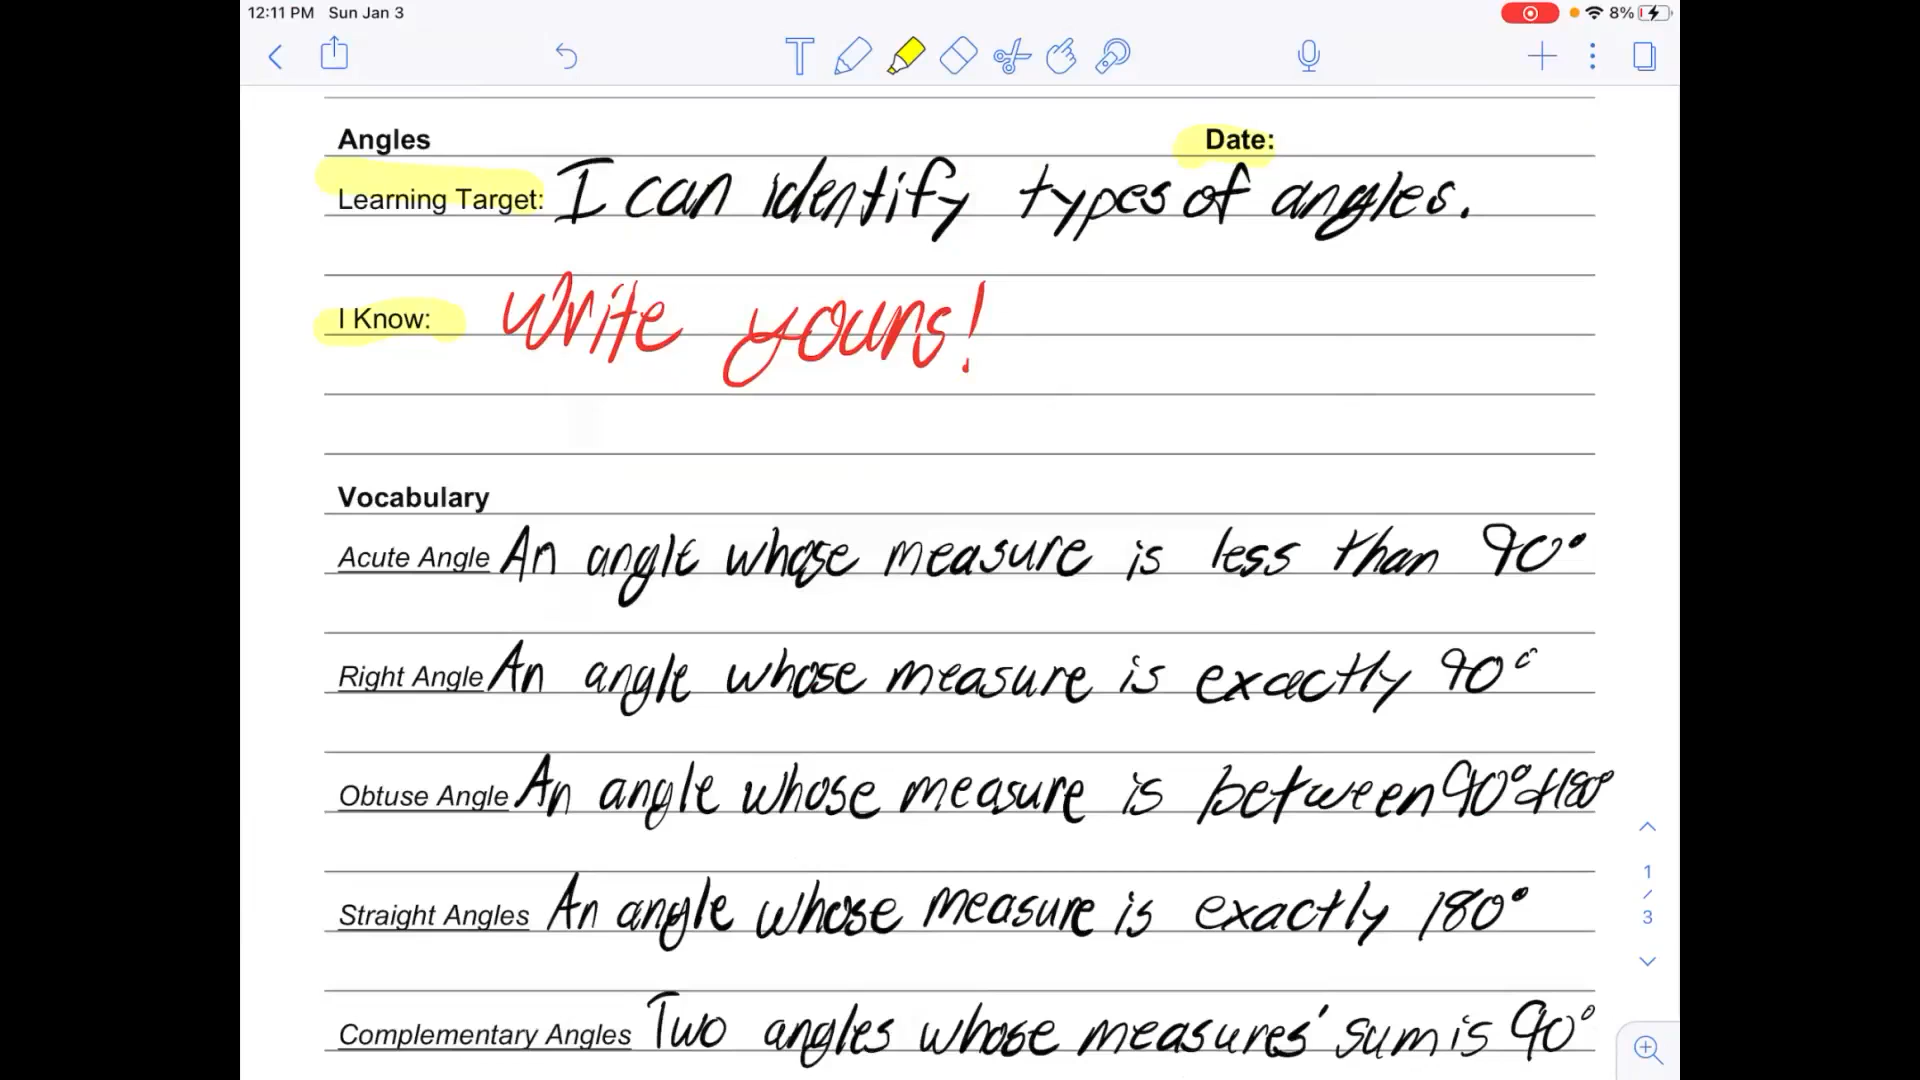 12:11 PM Sun Jan 3 8%
Angles Date:
Learning Target: I can identify types of angles.
I Know: Write yours!
Vocabulary
Acute Angle An angle whose measure is less than 90°
Right Angle An angle whose measure is exactly 90°
Obtuse Angle An angle whose measure is between 90° & 180°
Straight Angles An angle whose measure is exactly 180°
Complementary Angles Two angles whose measures' sum is 90°
1
/
3